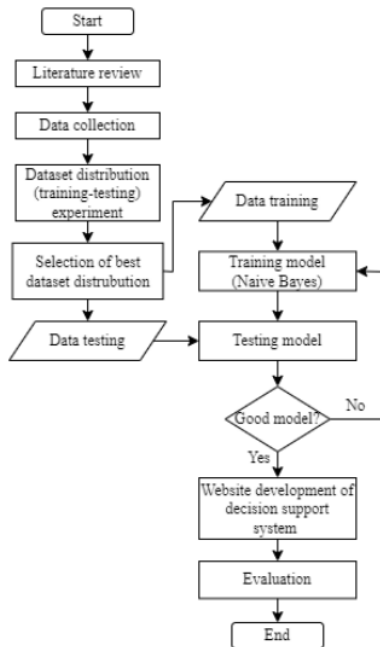 Start
Literature review
Data collection
Dataset distribution
(training-testing)
experiment
Selection of best
dataset distrubution
Data testing
Data training
Training model
(Naive Bayes)
Testing model
Good model?
No
Yes
Website development of
decision support
system
Evaluation
End